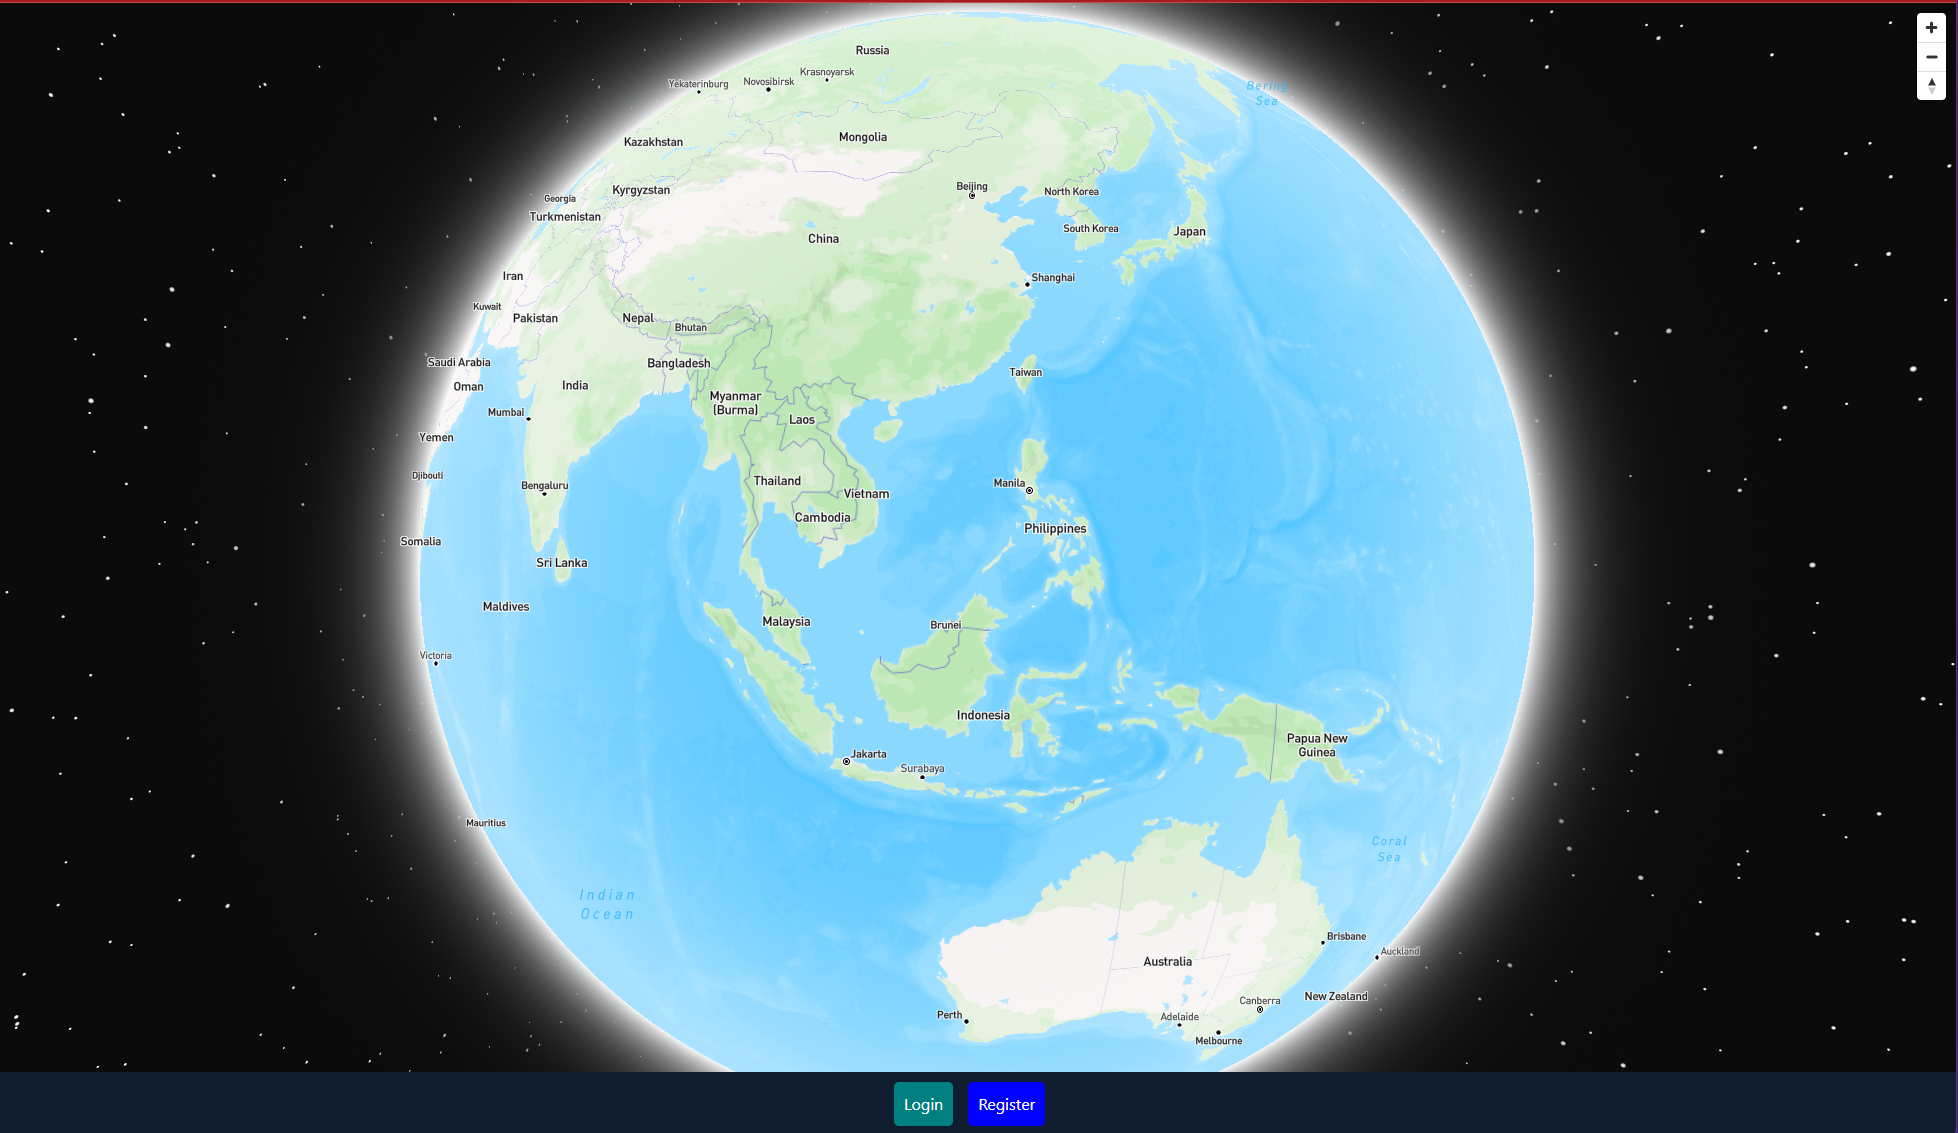 Russia
Krasnoyarsk
Novosibirsk
Yekaterinburg
Bering
Sea
Mongolia
Kazakhstan
Beijing
Kyrgyzstan
North Korea
Georgia
Turkmenistan
South Korea
Japan
China
Iran
Shanghai
Kuwait
Pakistan
Nepal
Bhutan
Saudi Arabia
Bangladesh
Taiwan
Oman
India
Myanmar
(Burma)
Mumbai
Laos
Yemen
Djibouti
Thailand
Manila
Bengaluru
Vietnam
Cambodia
Philippines
Somalia
Sri Lanka
Maldives
Malaysia
Brunei
Victoria
Indonesia
Papua New
Guinea
Jakarta
Surabaya
Mauritius
Coral
Sea
Indian
Ocean
Brisbane
Auckland
Australia
New Zealand
Canberra
Perth
Adelaide
Melbourne
Login
Register